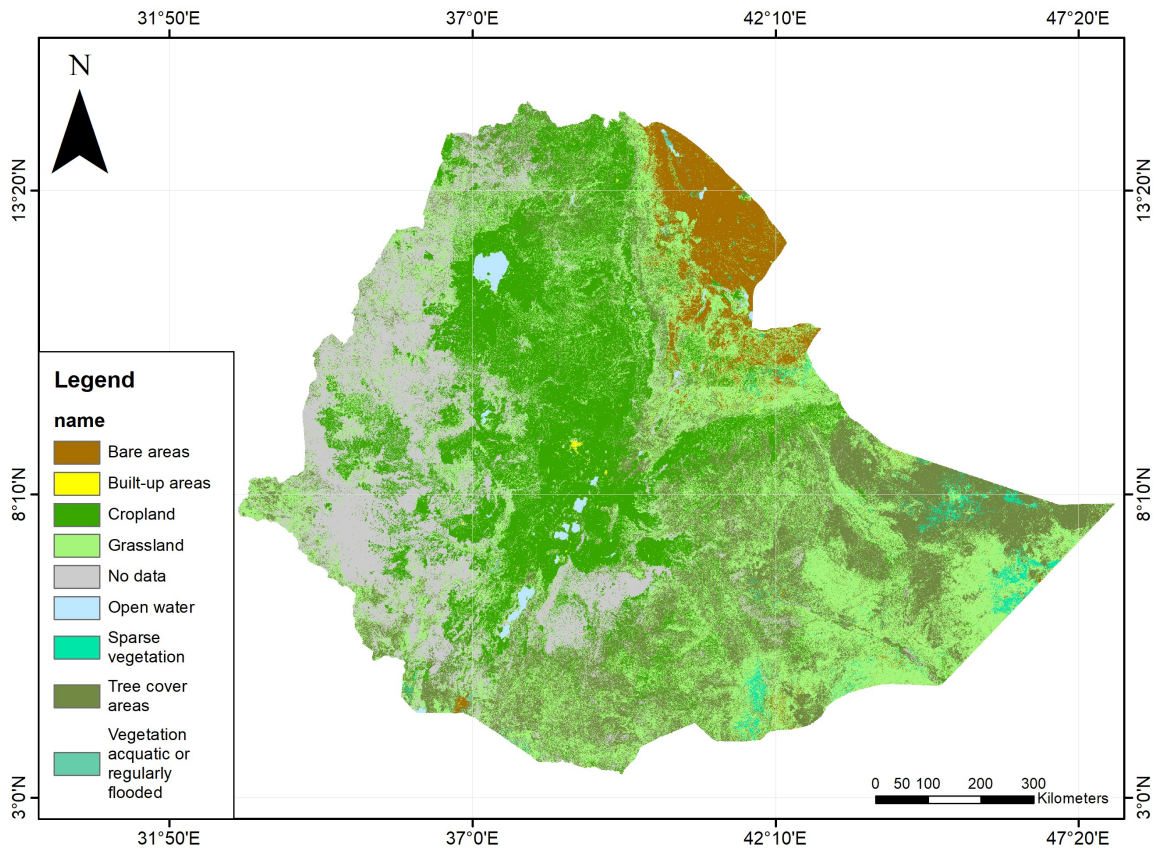 31°50'E 37°0'E 42°10'E 47°20'E
N
13°20'N 13°20'N
8°10'N 8°10'N
3°0'N 3°0'N
Legend
name
Bare areas
Built-up areas
Cropland
Grassland
No data
Open water
Sparse
vegetation
Tree cover
areas
Vegetation
acquatic or
regularly
flooded
0 50 100 200 300
Kilometers
31°50'E 37°0'E 42°10'E 47°20'E